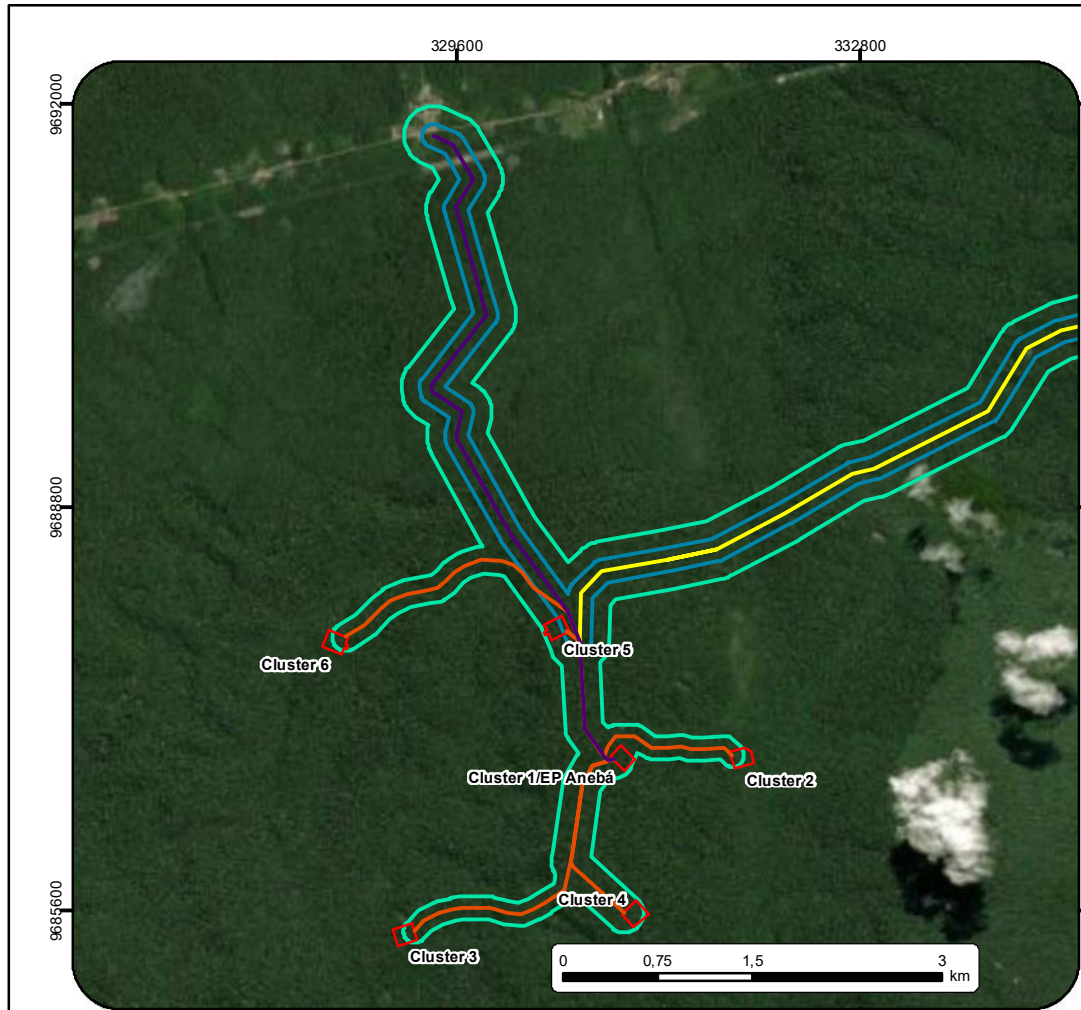 329600
332800
9692000
9688800
9685600
Cluster 5
Cluster 6
Cluster 1/EP Anebá
Cluster 2
Cluster 4
Cluster 3
0
0,75
1,5
3
km